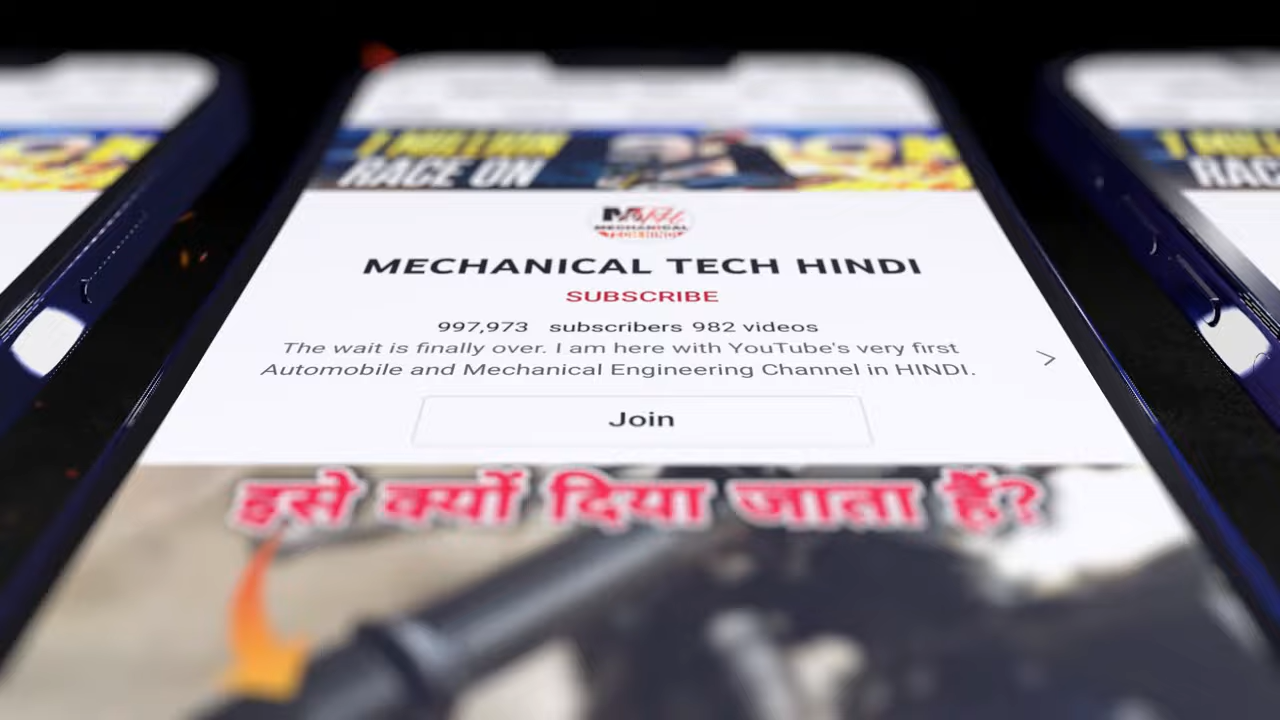 1 MILLION
RACE ON
MECHANICAL
MECHANICAL TECH HINDI
SUBSCRIBE
997,973 subscribers 982 videos
The wait is finally over. I am here with YouTube's very first
Automobile and Mechanical Engineering Channel in HINDI.
Join
इसे क्यों दिया जाता हैं?